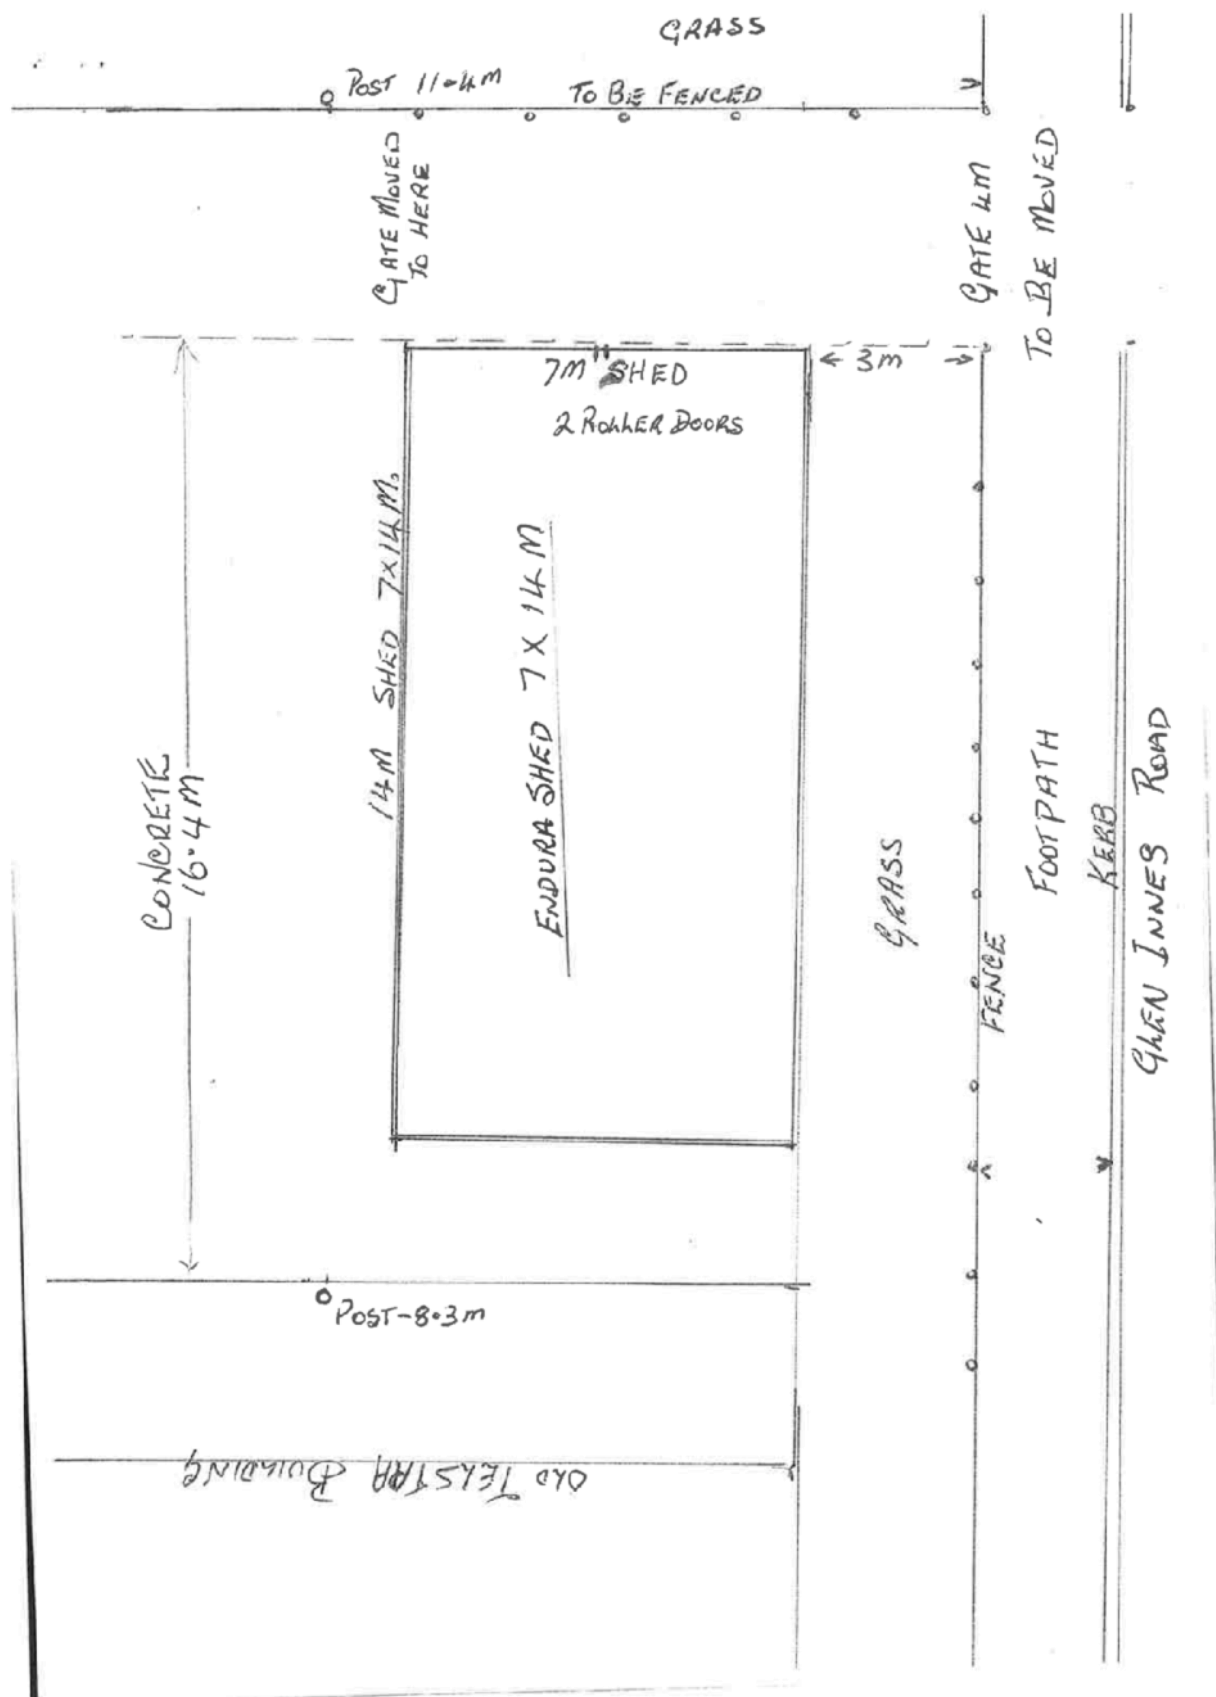 GRASS
POST 11.4M
TO BE FENCED
GATE MOVED
TO HERE
GATE 4M
TO BE MOVED
7M SHED
3m
2 ROLLER DOORS
14M SHED 7X14M.
ENDURA SHED 7 X 14 M
CONCRETE
16.4M
GRASS
FENCE
FOOTPATH
KERB
GLEN INNES ROAD
POST-8.3m
OLD TELSTRA BUILDING